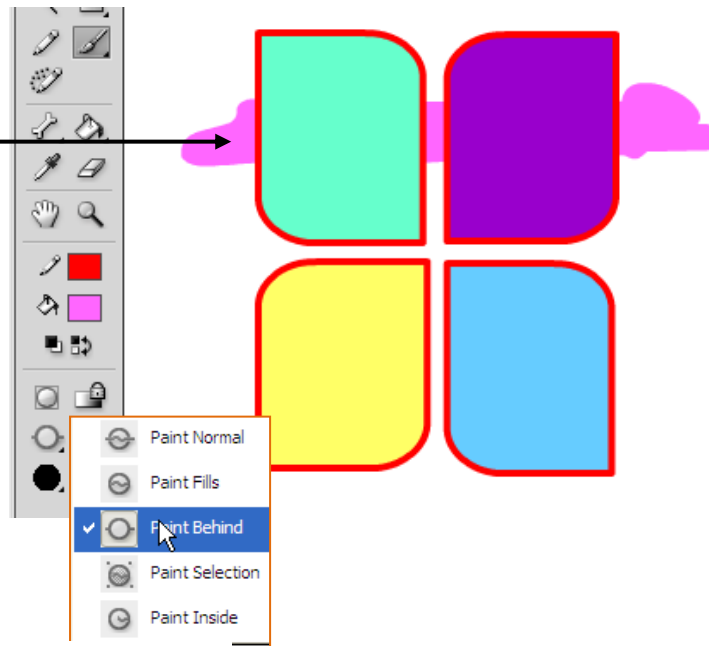 Paint Normal
Paint Fills
Paint Behind
Paint Selection
Paint Inside